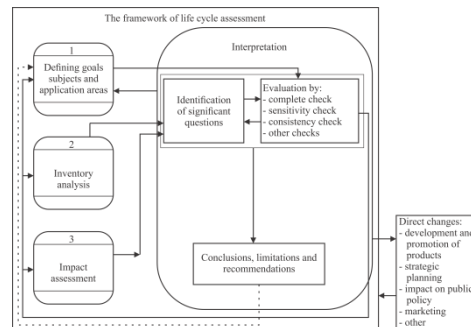 The framework of life cycle assessment
1
Defining goals
subjects and
application areas
2
Inventory
analysis
3
Impact
assessment
Interpretation
Identification
of significant
questions
Evaluation by:
- complete check
- sensitivity check
- consistency check
- other checks
Conclusions, limitations and
recommendations
Direct changes:
- development and
promotion of
products
- strategic
planning
- impact on public
policy
- marketing
- other